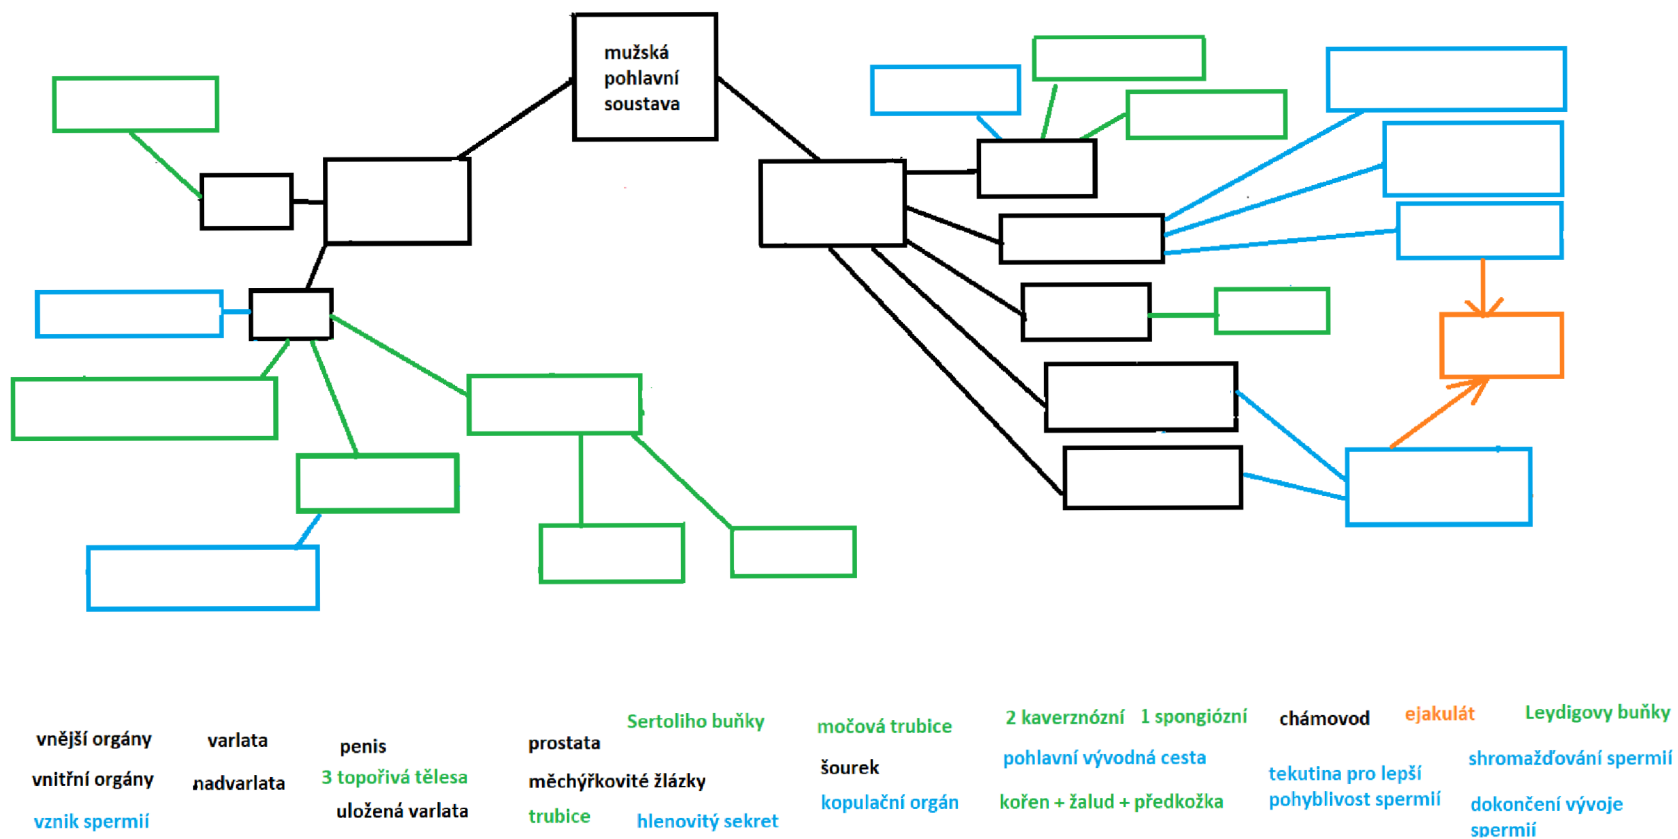 mužská
pohlavní
soustava
Sertoliho buňky
močová trubice
2 kaverznózní
1 spongiózní
chámovod
ejakulát
Leydigovy buňky
vnější orgány
varlata
penis
prostata
šourek
pohlavní vývodná cesta
shromažďování spermií
vnitřní orgány
nadvarlata
3 topořivá tělesa
měchýřkovité žlázky
tekutina pro lepší
pohyblivost spermií
vznik spermií
uložená varlata
trubice
hlenovitý sekret
kopulační orgán
kořen + žalud + předkožka
dokončení vývoje
spermií